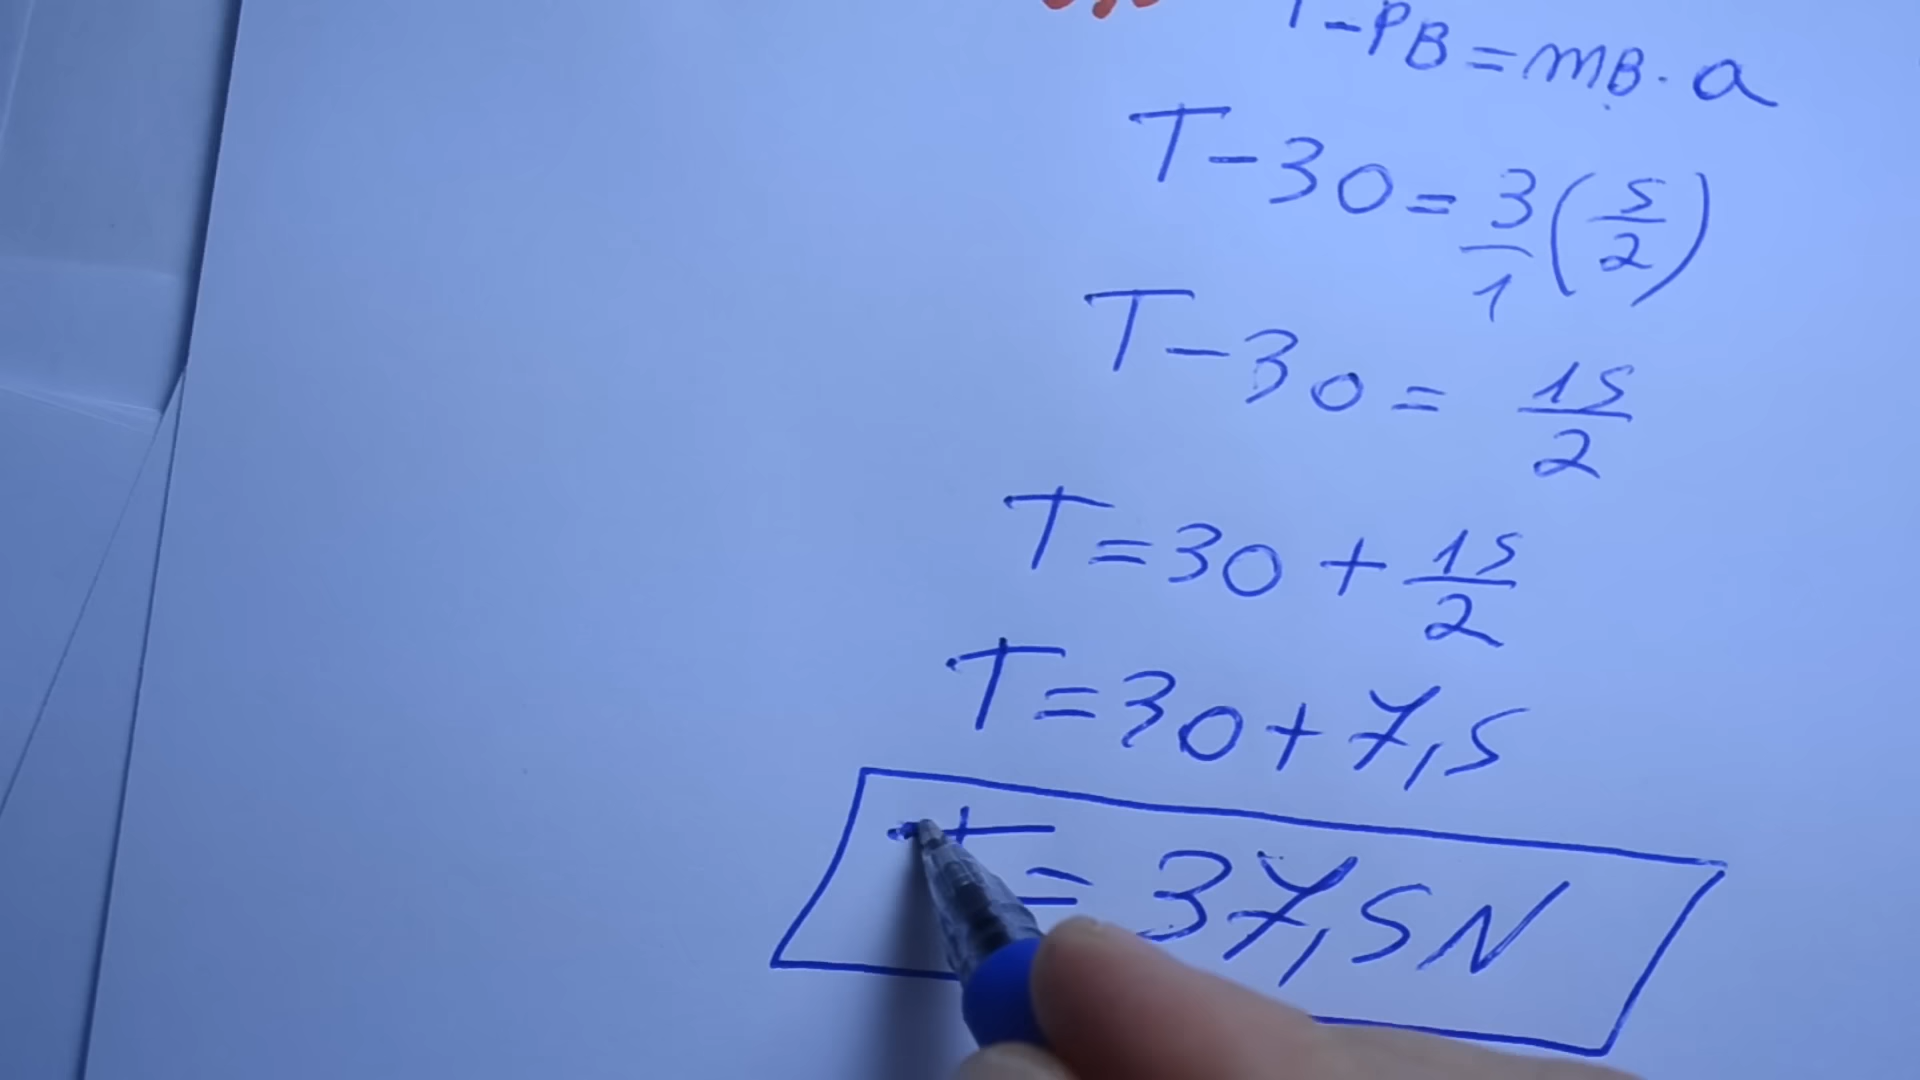 T-PB=mB.a
T-30=3/1(5/2)
T-30=15/2
T=30+15/2
T=30+7,5
T=37,5N